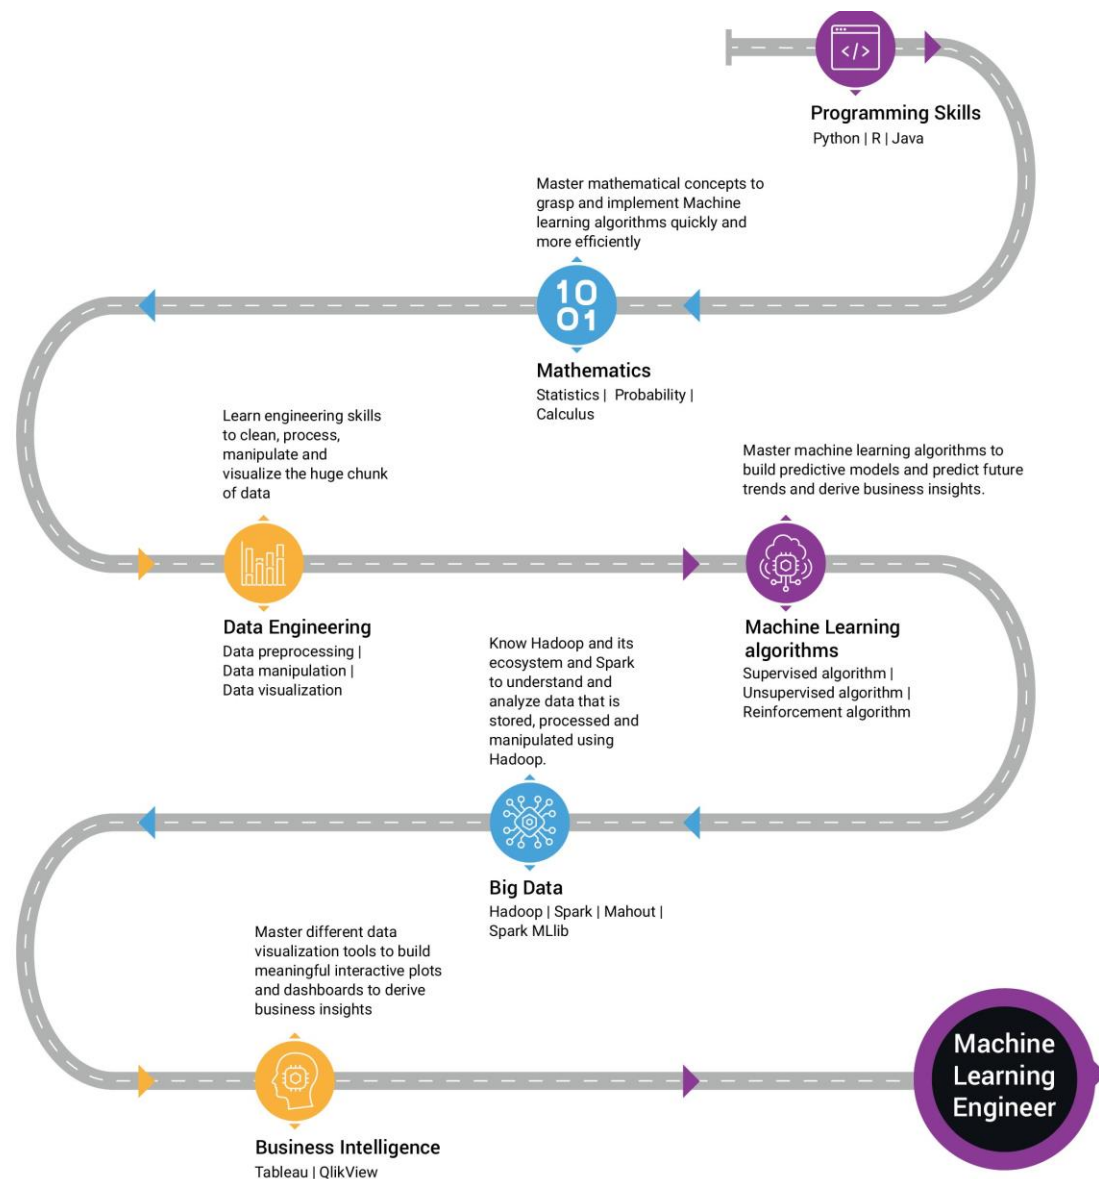 </>
Programming Skills
Python | R | Java
Master mathematical concepts to
grasp and implement Machine
learning algorithms quickly and
more efficiently
10
01
Mathematics
Statistics | Probability |
Calculus
Learn engineering skills
to clean, process,
manipulate and
visualize the huge chunk
of data
Data Engineering
Data preprocessing |
Data manipulation |
Data visualization
Master machine learning algorithms to
build predictive models and predict future
trends and derive business insights.
Machine Learning
algorithms
Supervised algorithm |
Unsupervised algorithm |
Reinforcement algorithm
Know Hadoop and its
ecosystem and Spark
to understand and
analyze data that is
stored, processed and
manipulated using
Hadoop.
Big Data
Hadoop | Spark | Mahout |
Spark MLlib
Master different data
visualization tools to build
meaningful interactive plots
and dashboards to derive
business insights
Business Intelligence
Tableau | QlikView
Machine
Learning
Engineer